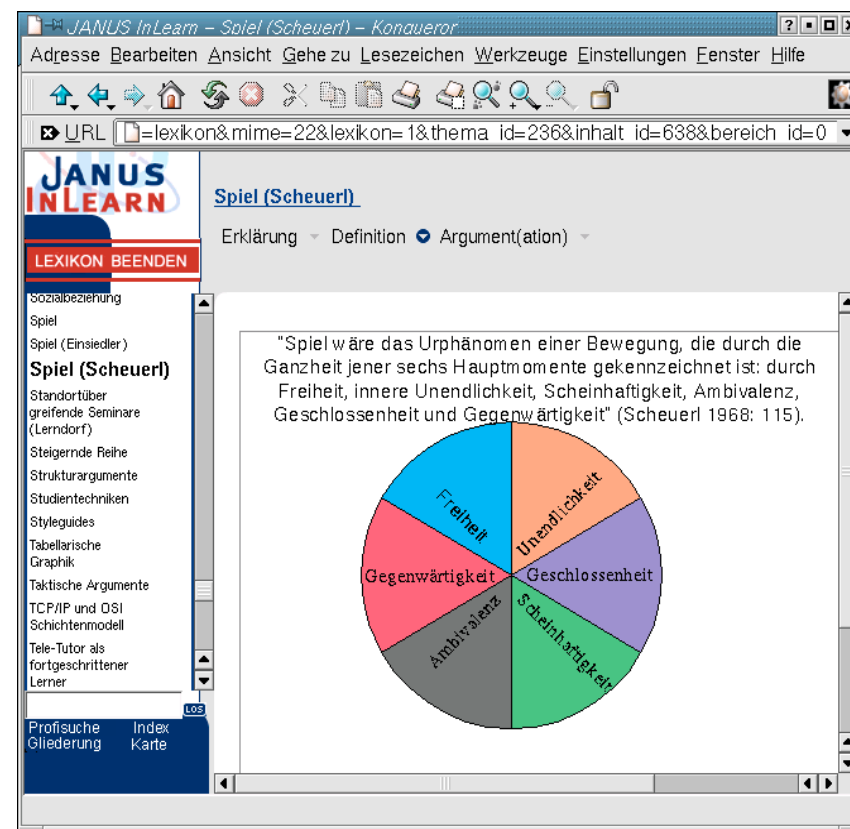 JANUS InLearn – Spiel (Scheuerl) – Konqueror
Adresse Bearbeiten Ansicht Gehe zu Lesezeichen Werkzeuge Einstellungen Fenster Hilfe
URL =lexikon&mime=22&lexikon=1&thema_id=236&inhalt_id=638&bereich_id=0
JANUS
INLEARN
LEXIKON BEENDEN
Spiel (Scheuerl)
Erklärung Definition Argument(ation)
Sozialbeziehung
Spiel
Spiel (Einsiedler)
Spiel (Scheuerl)
Standortüber
greifende Seminare
(Lerndorf)
Steigernde Reihe
Strukturargumente
Studientechniken
Styleguides
Tabellarische
Graphik
Taktische Argumente
TCP/IP und OSI
Schichtenmodell
Tele-Tutor als
fortgeschrittener
Lerner
LOS
Profisuche Index
Gliederung Karte
"Spiel wäre das Urphänomen einer Bewegung, die durch die
Ganzheit jener sechs Hauptmomente gekennzeichnet ist: durch
Freiheit, innere Unendlichkeit, Scheinhaftigkeit, Ambivalenz,
Geschlossenheit und Gegenwärtigkeit" (Scheuerl 1968: 115).
Freiheit
Unendlichkeit
Gegenwärtigkeit
Geschlossenheit
Ambivalenz
Scheinhaftigkeit